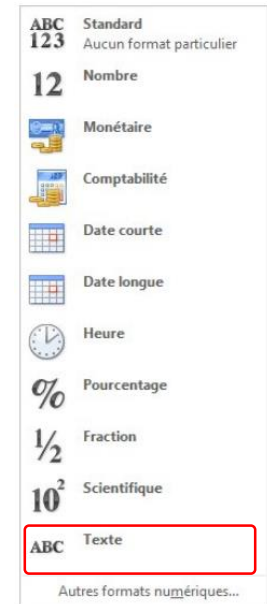 ABC
123
Standard
Aucun format particulier
12
Nombre
Monétaire
Comptabilité
Date courte
Date longue
Heure
%
Pourcentage
½
Fraction
10²
Scientifique
ABC
Texte
Autres formats numériques...